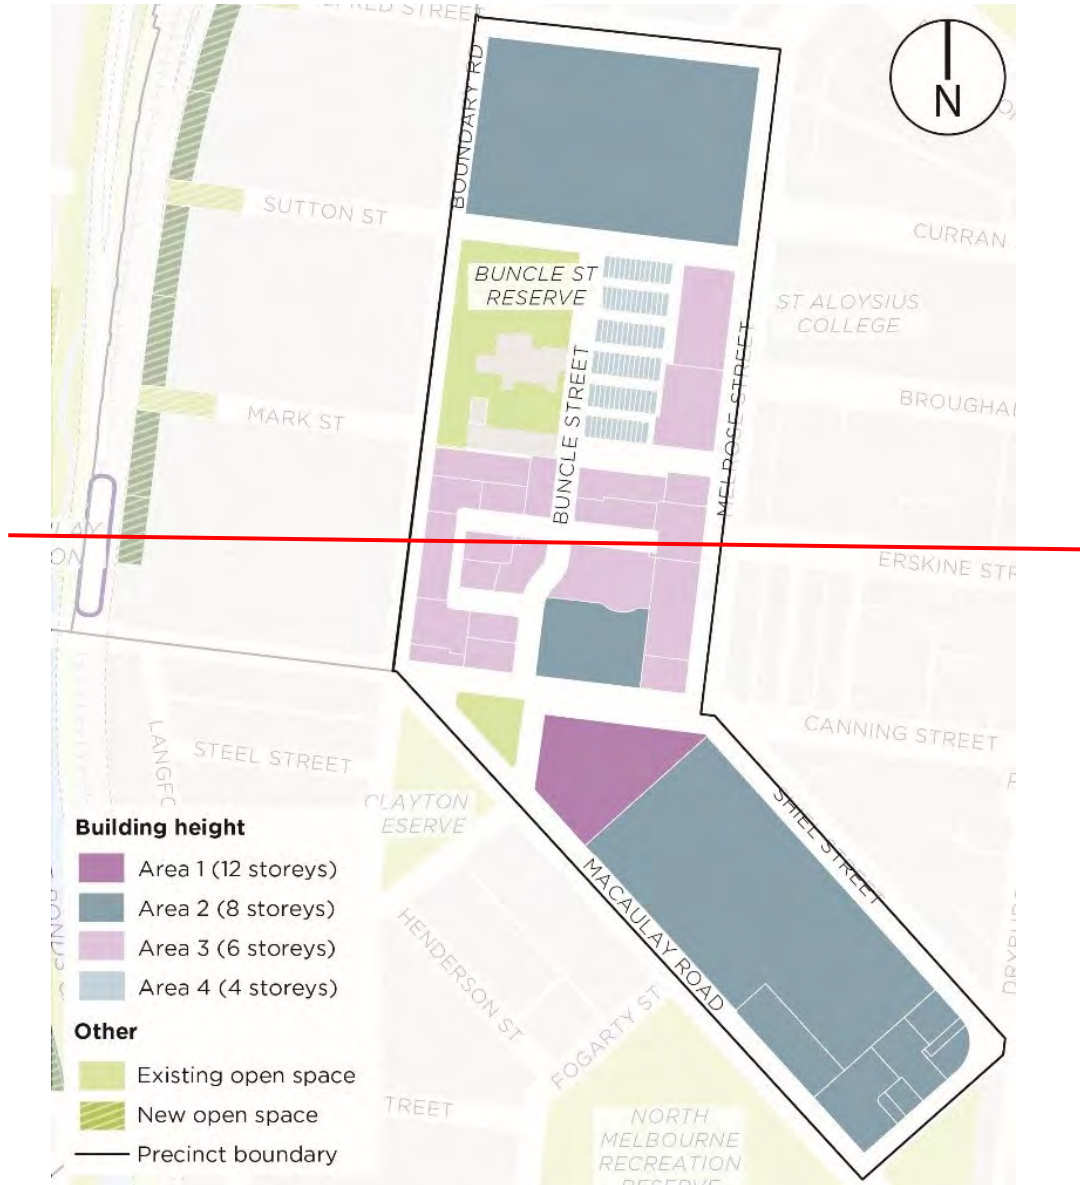 STREET
N
BOUNDARY RD
SUTTON ST
CURRAN
BUNCLE ST
RESERVE
ST ALOYSIUS
COLLEGE
BUNCLE STREET
MELROSE STREET
MARK ST
ERSKINE STR
CANNING STREET
STEEL STREET
CLAYTON
ESERVE
SHIEL STREET
MACAULAY ROAD
HENDERSON ST
FOGARTY ST
TREET
NORTH
MELBOURNE
RECREATION
RESERVE
Building height
Area 1 (12 storeys)
Area 2 (8 storeys)
Area 3 (6 storeys)
Area 4 (4 storeys)
Other
Existing open space
New open space
Precinct boundary